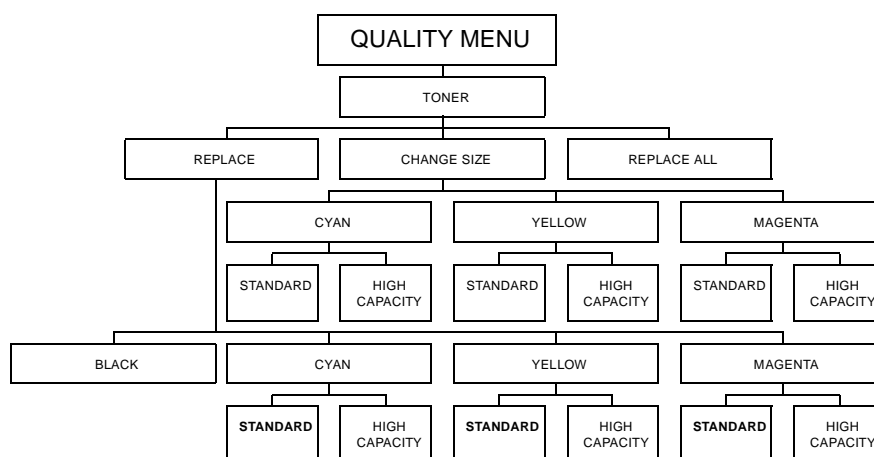 QUALITY MENU
TONER
REPLACE
CHANGE SIZE
REPLACE ALL
CYAN
YELLOW
MAGENTA
STANDARD
HIGH
CAPACITY
STANDARD
HIGH
CAPACITY
STANDARD
HIGH
CAPACITY
BLACK
CYAN
YELLOW
MAGENTA
STANDARD
HIGH
CAPACITY
STANDARD
HIGH
CAPACITY
STANDARD
HIGH
CAPACITY